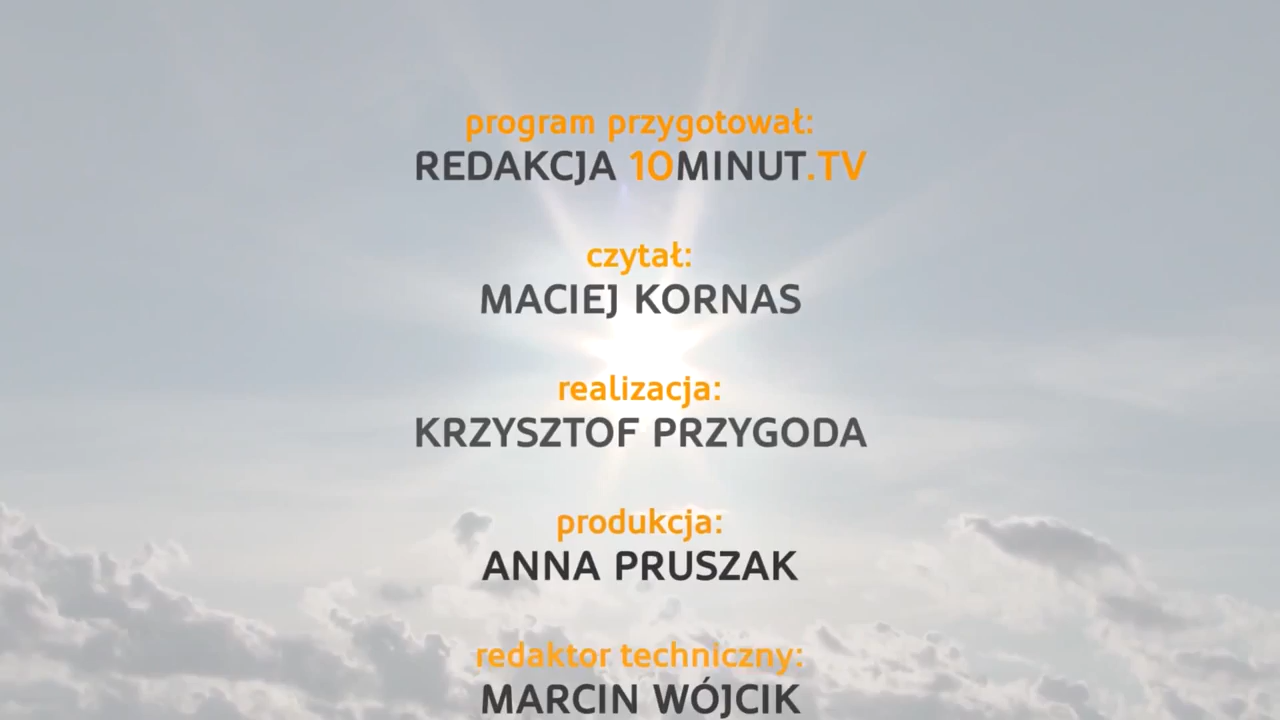 program przygotował:
REDAKCJA 10MINUT.TV
czytał:
MACIEJ KORNAS
realizacja:
KRZYSZTOF PRZYGODA
produkcja:
ANNA PRUSZAK
redaktor techniczny:
MARCIN WÓJCIK